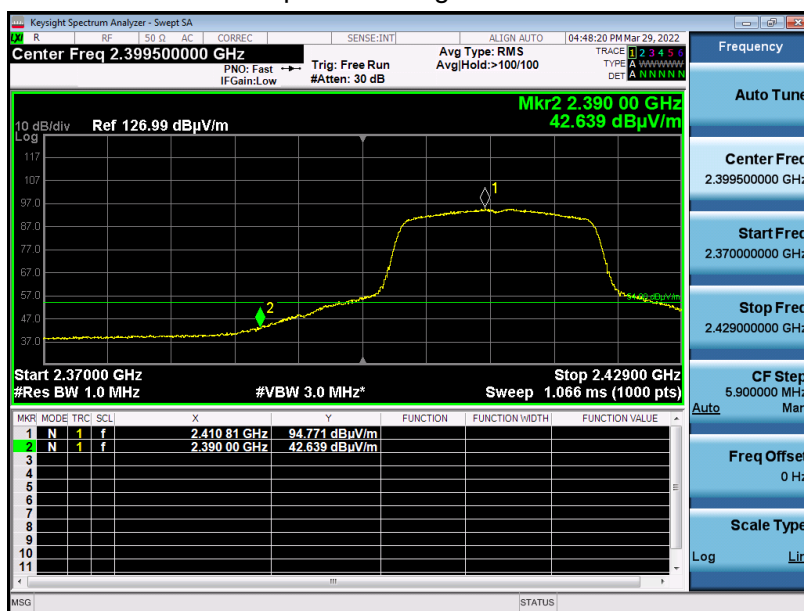 Keysight Spectrum Analyzer - Swept SA
LXI R RF 50 Ω AC CORREC SENSE:INT ALIGN AUTO 04:48:20 PM Mar 29, 2022
Center Freq 2.399500000 GHz
PNO: Fast
IFGain:Low
Trig: Free Run
#Atten: 30 dB
Avg Type: RMS
Avg|Hold:>100/100
TRACE 1 2 3 4 5 6
TYPE A WWWWW
DET A N N N N N
Mkr2 2.390 00 GHz
42.639 dBµV/m
10 dB/div Ref 126.99 dBµV/m
Log
117
107
97.0
87.0
77.0
67.0
57.0
47.0
37.0
1
2
54.00 dBµV/m
Start 2.37000 GHz Stop 2.42900 GHz
#Res BW 1.0 MHz #VBW 3.0 MHz* Sweep 1.066 ms (1000 pts)
MKR MODE TRC SCL X Y FUNCTION FUNCTION WIDTH FUNCTION VALUE
1 N 1 f 2.410 81 GHz 94.771 dBµV/m
2 N 1 f 2.390 00 GHz 42.639 dBµV/m
3
4
5
6
7
8
9
10
11
MSG STATUS
Frequency
Auto Tune
Center Freq
2.399500000 GHz
Start Freq
2.370000000 GHz
Stop Freq
2.429000000 GHz
CF Step
5.900000 MHz
Auto Man
Freq Offset
0 Hz
Scale Type
Log Lin